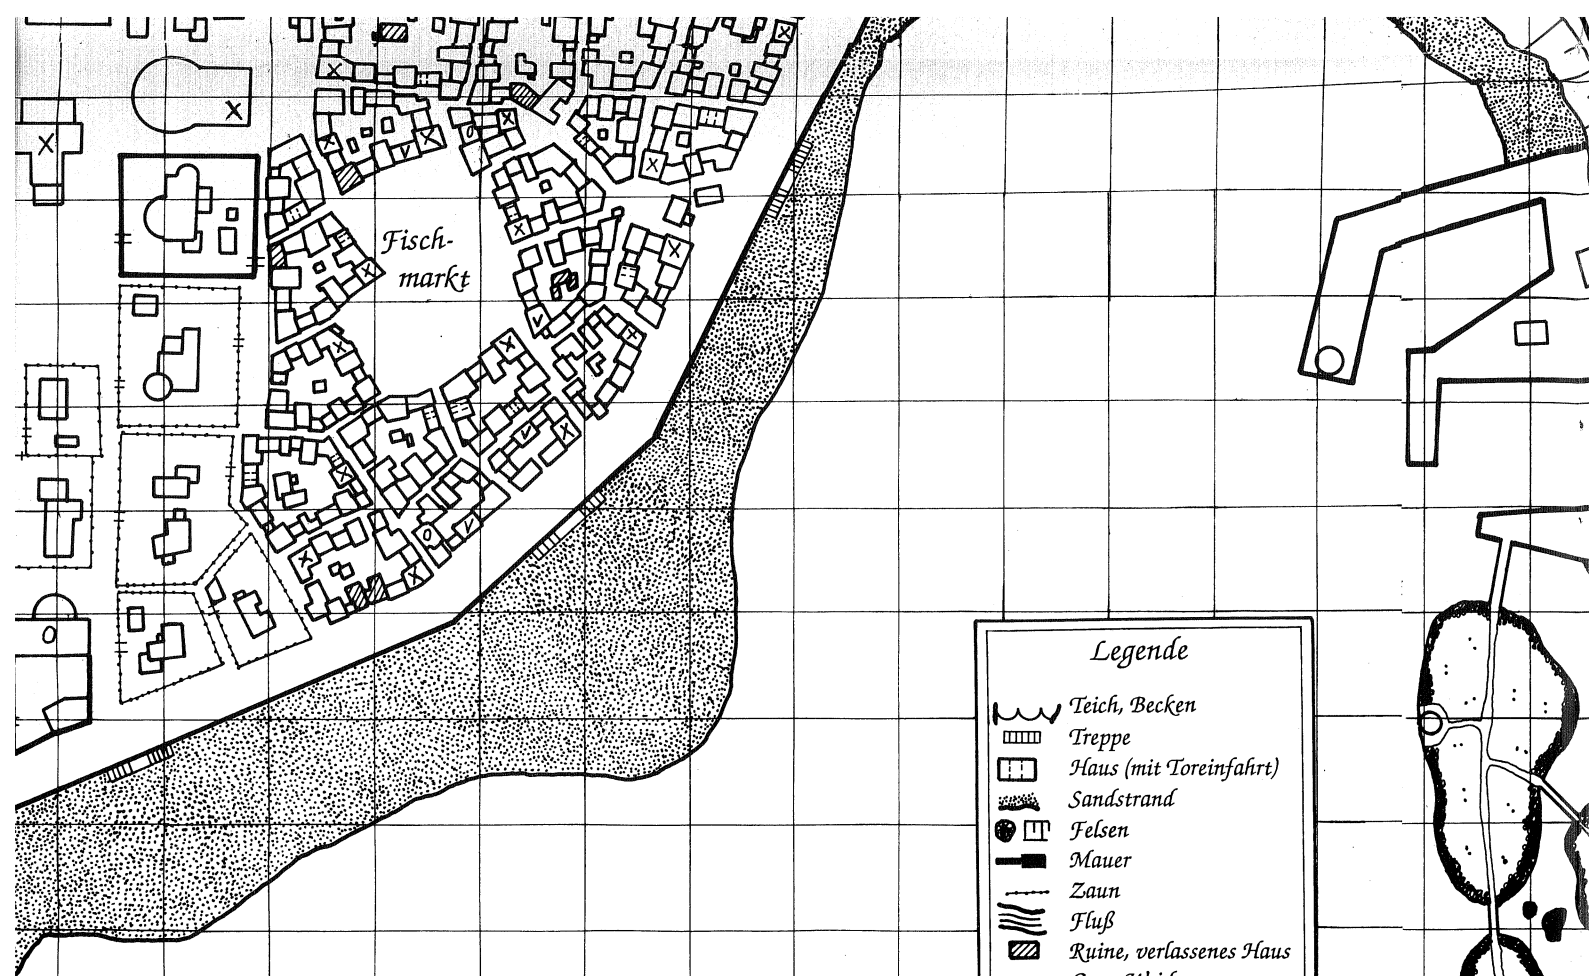 Fisch-
markt
Legende
Teich, Becken
Treppe
Haus (mit Toreinfahrt)
Sandstrand
Felsen
Mauer
Zaun
Fluß
Ruine, verlassenes Haus